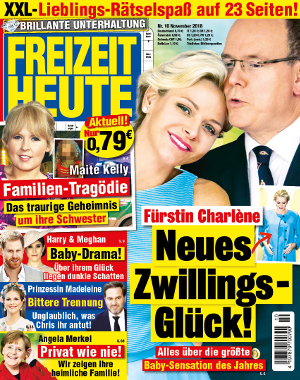 XXL-Lieblings-Rätselspaß auf 23 Seiten!
BRILLANTE UNTERHALTUNG
FREIZEIT
HEUTE
Nr. 10 November 2018
Aktuell!
Nur 0,79€
Maite Kelly
Familien-Tragödie
Das traurige Geheimnis
um ihre Schwester
Harry & Meghan
Baby-Drama!
Über ihrem Glück
liegen dunkle Schatten
Prinzessin Madeleine
Bittere Trennung
Unglaublich, was
Chris ihr antut!
Angela Merkel
Privat wie nie!
Wir zeigen ihre
heimliche Familie!
Fürstin Charlène
Neues
Zwillings-
Glück!
Alles über die größte
Baby-Sensation des Jahres